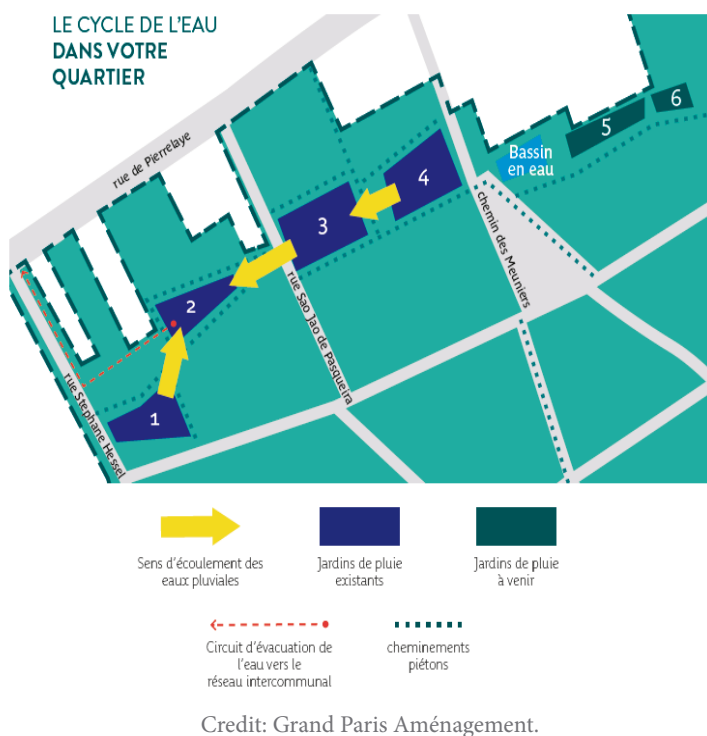 LE CYCLE DE L'EAU
DANS VOTRE
QUARTIER
rue de Pierrelaye
6
5
Bassin
en eau
4
3
chemin des Meuniers
2
rue Sao Jao de Pasqueira
rue Stephane Hessel
1
Sens d'écoulement des
eaux pluviales
Jardins de pluie
existants
Jardins de pluie
à venir
Circuit d'évacuation de
l'eau vers le
réseau intercommunal
cheminements
piétons
Credit: Grand Paris Aménagement.